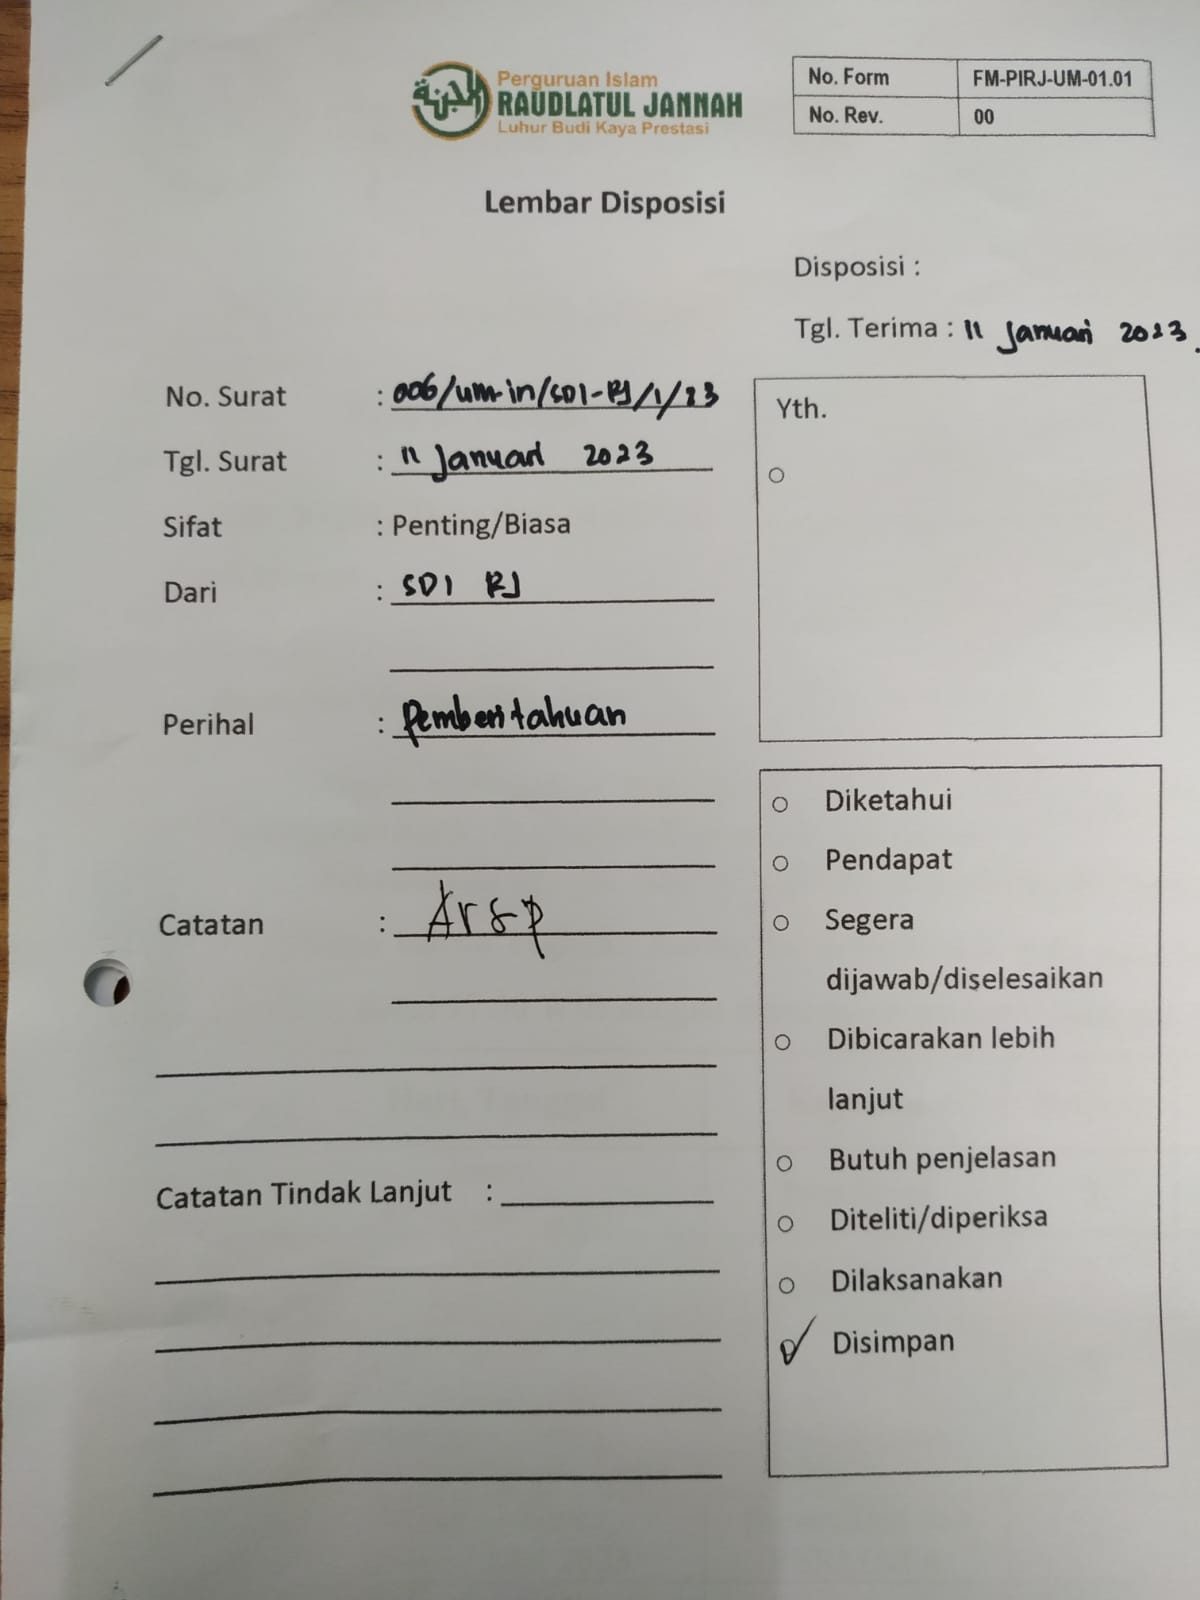 Perguruan Islam
RAUDLATUL JANNAH
Luhur Budi Kaya Prestasi
No. Form FM-PIRJ-UM-01.01
No. Rev. 00
Lembar Disposisi
Disposisi :
Tgl. Terima : 11 Januari 2023.
No. Surat : 006/um-in/SDI-RJ/1/23
Tgl. Surat : 11 Januari 2023
Sifat : Penting/Biasa
Dari : SDI RJ
Perihal : Pemberitahuan
Catatan : Arsip
Catatan Tindak Lanjut :
Yth.
Diketahui
Pendapat
Segera
dijawab/diselesaikan
Dibicarakan lebih
lanjut
Butuh penjelasan
Diteliti/diperiksa
Dilaksanakan
Disimpan